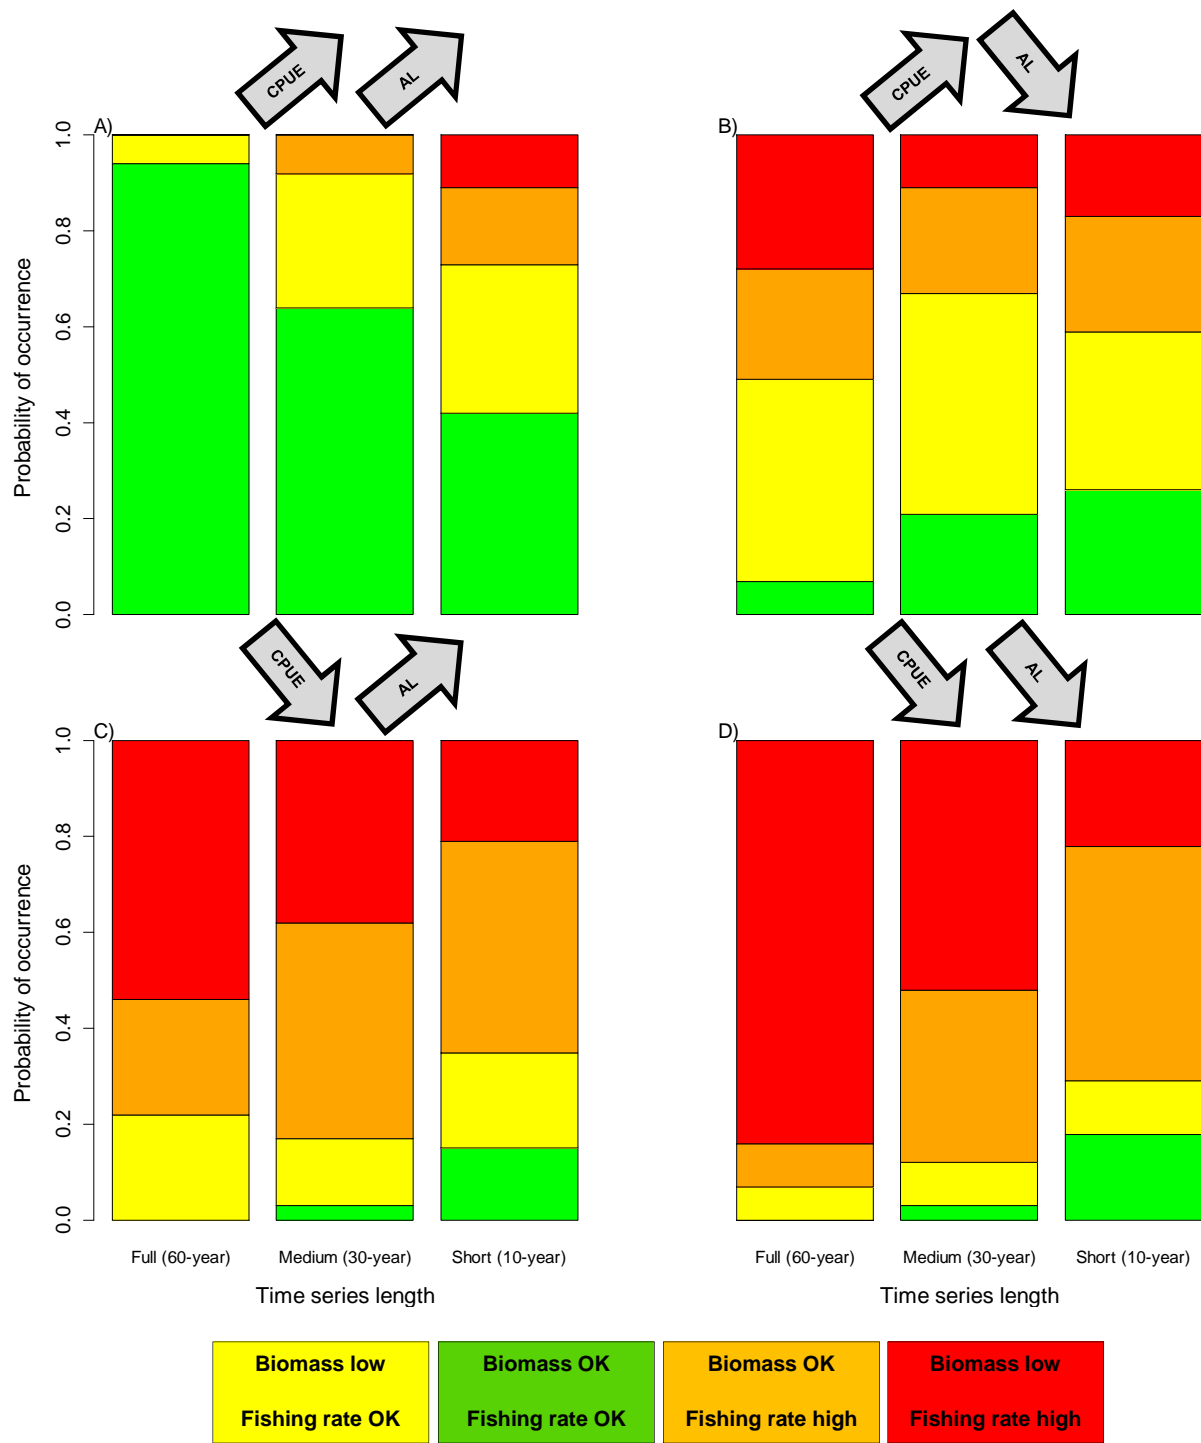 CPUE
AL
CPUE
AL
A)
B)
Probability of occurrence
1.0
0.8
0.6
0.4
0.2
0.0
CPUE
AL
CPUE
AL
C)
D)
Probability of occurrence
1.0
0.8
0.6
0.4
0.2
0.0
Full (60-year)
Medium (30-year)
Short (10-year)
Full (60-year)
Medium (30-year)
Short (10-year)
Time series length
Time series length
Biomass low
Fishing rate OK
Biomass OK
Fishing rate OK
Biomass OK
Fishing rate high
Biomass low
Fishing rate high